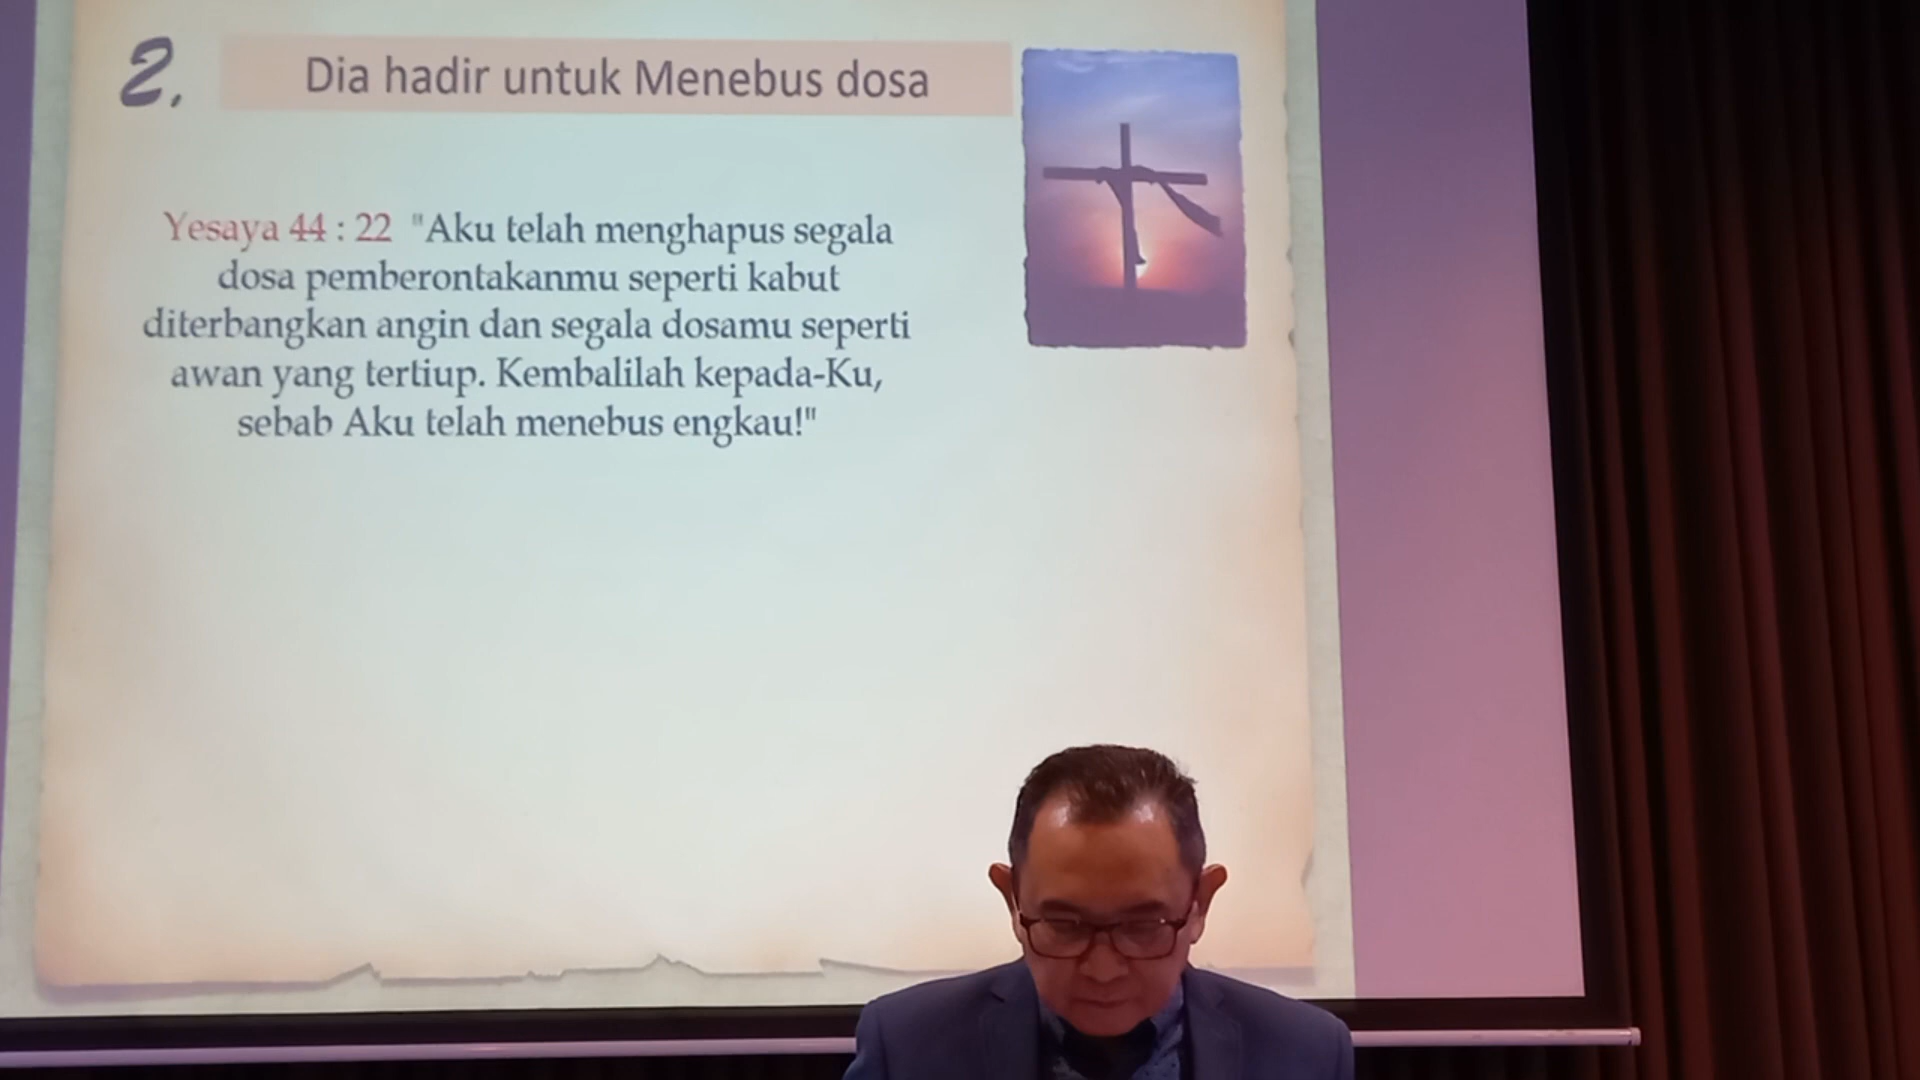 2. Dia hadir untuk Menebus dosa
Yesaya 44 : 22 "Aku telah menghapus segala
dosa pemberontakanmu seperti kabut
diterbangkan angin dan segala dosamu seperti
awan yang tertiup. Kembalilah kepada-Ku,
sebab Aku telah menebus engkau!"